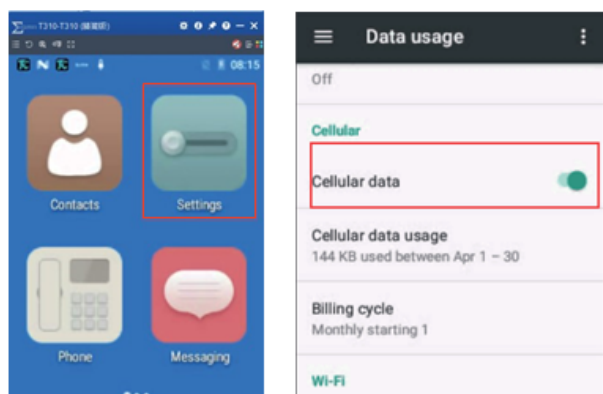 T310-T310
08:15
Contacts
Settings
Phone
Messaging
Data usage
Off
Cellular
Cellular data
Cellular data usage
144 KB used between Apr 1 – 30
Billing cycle
Monthly starting 1
Wi-Fi